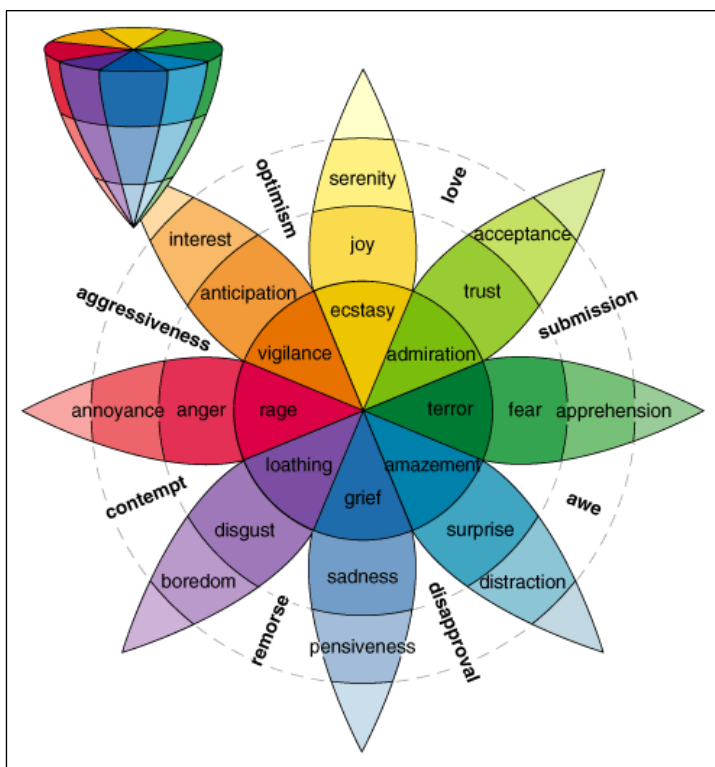 optimism
love
serenity
interest
acceptance
joy
anticipation
trust
aggressiveness
submission
ecstasy
vigilance
admiration
annoyance
anger
rage
terror
fear
apprehension
loathing
amazement
contempt
grief
awe
disgust
surprise
boredom
sadness
distraction
remorse
disapproval
pensiveness